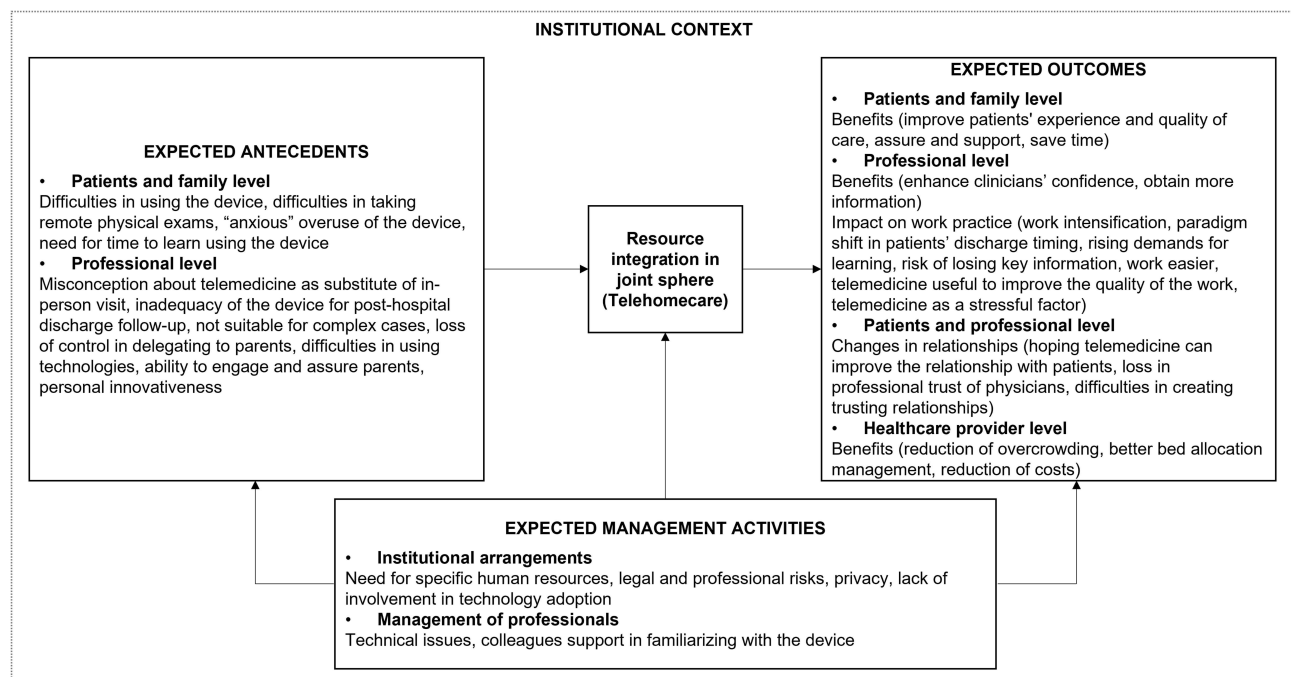 INSTITUTIONAL CONTEXT
EXPECTED ANTECEDENTS
• Patients and family level
Difficulties in using the device, difficulties in taking
remote physical exams, “anxious” overuse of the device,
need for time to learn using the device
• Professional level
Misconception about telemedicine as substitute of in-
person visit, inadequacy of the device for post-hospital
discharge follow-up, not suitable for complex cases, loss
of control in delegating to parents, difficulties in using
technologies, ability to engage and assure parents,
personal innovativeness
Resource
integration in
joint sphere
(Telehomecare)
EXPECTED OUTCOMES
• Patients and family level
Benefits (improve patients' experience and quality of
care, assure and support, save time)
• Professional level
Benefits (enhance clinicians’ confidence, obtain more
information)
Impact on work practice (work intensification, paradigm
shift in patients’ discharge timing, rising demands for
learning, risk of losing key information, work easier,
telemedicine useful to improve the quality of the work,
telemedicine as a stressful factor)
• Patients and professional level
Changes in relationships (hoping telemedicine can
improve the relationship with patients, loss in
professional trust of physicians, difficulties in creating
trusting relationships)
• Healthcare provider level
Benefits (reduction of overcrowding, better bed allocation
management, reduction of costs)
EXPECTED MANAGEMENT ACTIVITIES
• Institutional arrangements
Need for specific human resources, legal and professional risks, privacy, lack of
involvement in technology adoption
• Management of professionals
Technical issues, colleagues support in familiarizing with the device